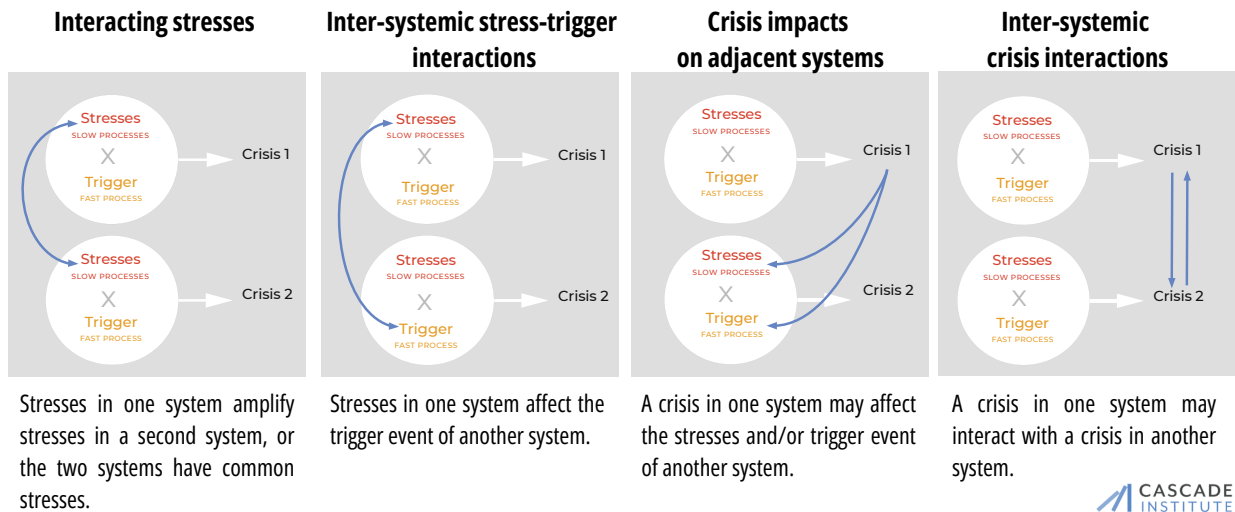 Interacting stresses
Stresses
SLOW PROCESSES
X
Trigger
FAST PROCESS
Crisis 1
Stresses
SLOW PROCESSES
X
Trigger
FAST PROCESS
Crisis 2
Stresses in one system amplify
stresses in a second system, or
the two systems have common
stresses.
Inter-systemic stress-trigger
interactions
Stresses
SLOW PROCESSES
X
Trigger
FAST PROCESS
Crisis 1
Stresses
SLOW PROCESSES
X
Trigger
FAST PROCESS
Crisis 2
Stresses in one system affect the
trigger event of another system.
Crisis impacts
on adjacent systems
Stresses
SLOW PROCESSES
X
Trigger
FAST PROCESS
Crisis 1
Stresses
SLOW PROCESSES
X
Trigger
FAST PROCESS
Crisis 2
A crisis in one system may affect
the stresses and/or trigger event
of another system.
Inter-systemic
crisis interactions
Stresses
SLOW PROCESSES
X
Trigger
FAST PROCESS
Crisis 1
Stresses
SLOW PROCESSES
X
Trigger
FAST PROCESS
Crisis 2
A crisis in one system may
interact with a crisis in another
system.
CASCADE
INSTITUTE